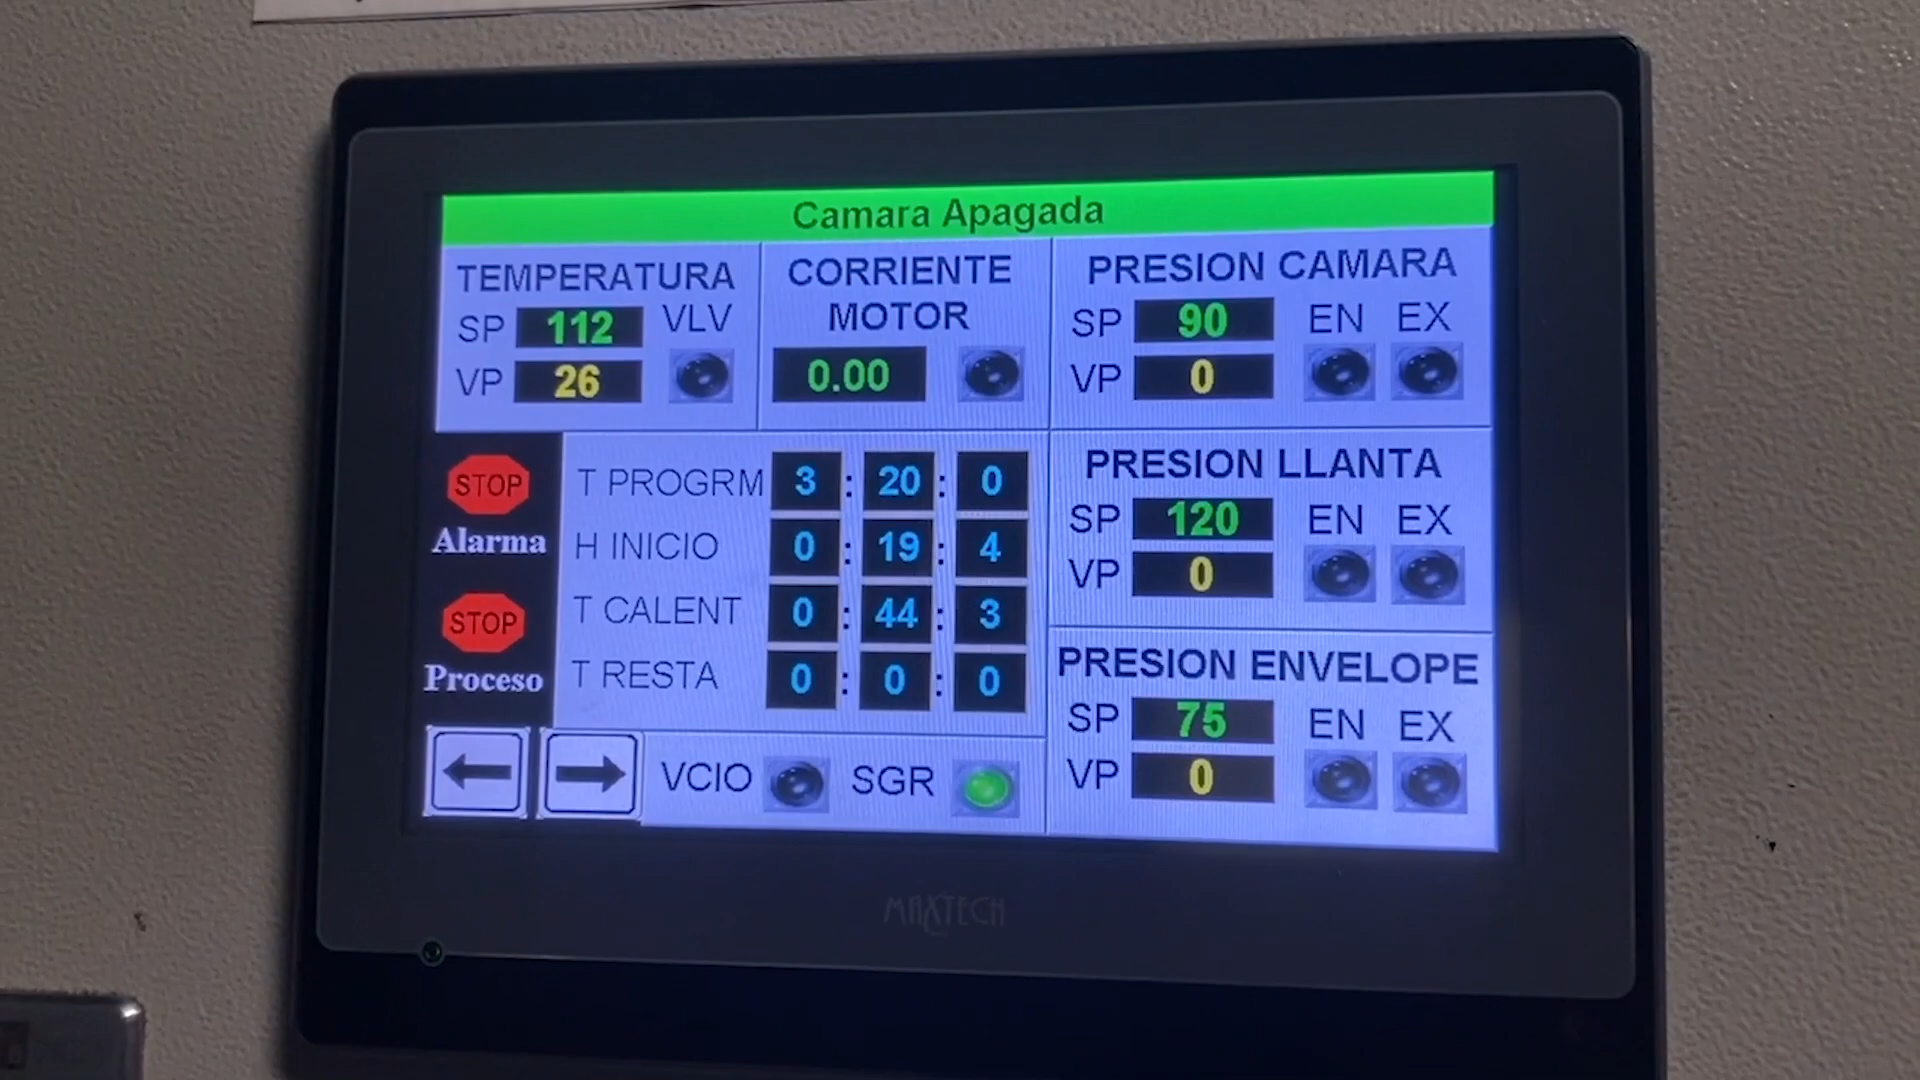 Camara Apagada
TEMPERATURA
SP 112 VLV
VP 26
CORRIENTE
MOTOR
0.00
PRESION CAMARA
SP 90 EN EX
VP 0
STOP
Alarma
STOP
Proceso
T PROGRM 3 : 20 : 0
H INICIO 0 : 19 : 4
T CALENT 0 : 44 : 3
T RESTA 0 : 0 : 0
PRESION LLANTA
SP 120 EN EX
VP 0
PRESION ENVELOPE
SP 75 EN EX
VP 0
VCIO SGR
MAXTECH